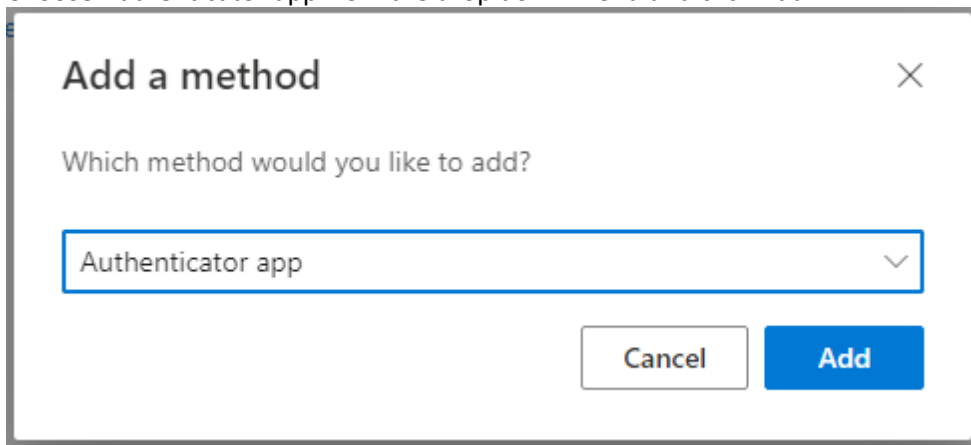 Add a method
Which method would you like to add?
Authenticator app
Cancel
Add